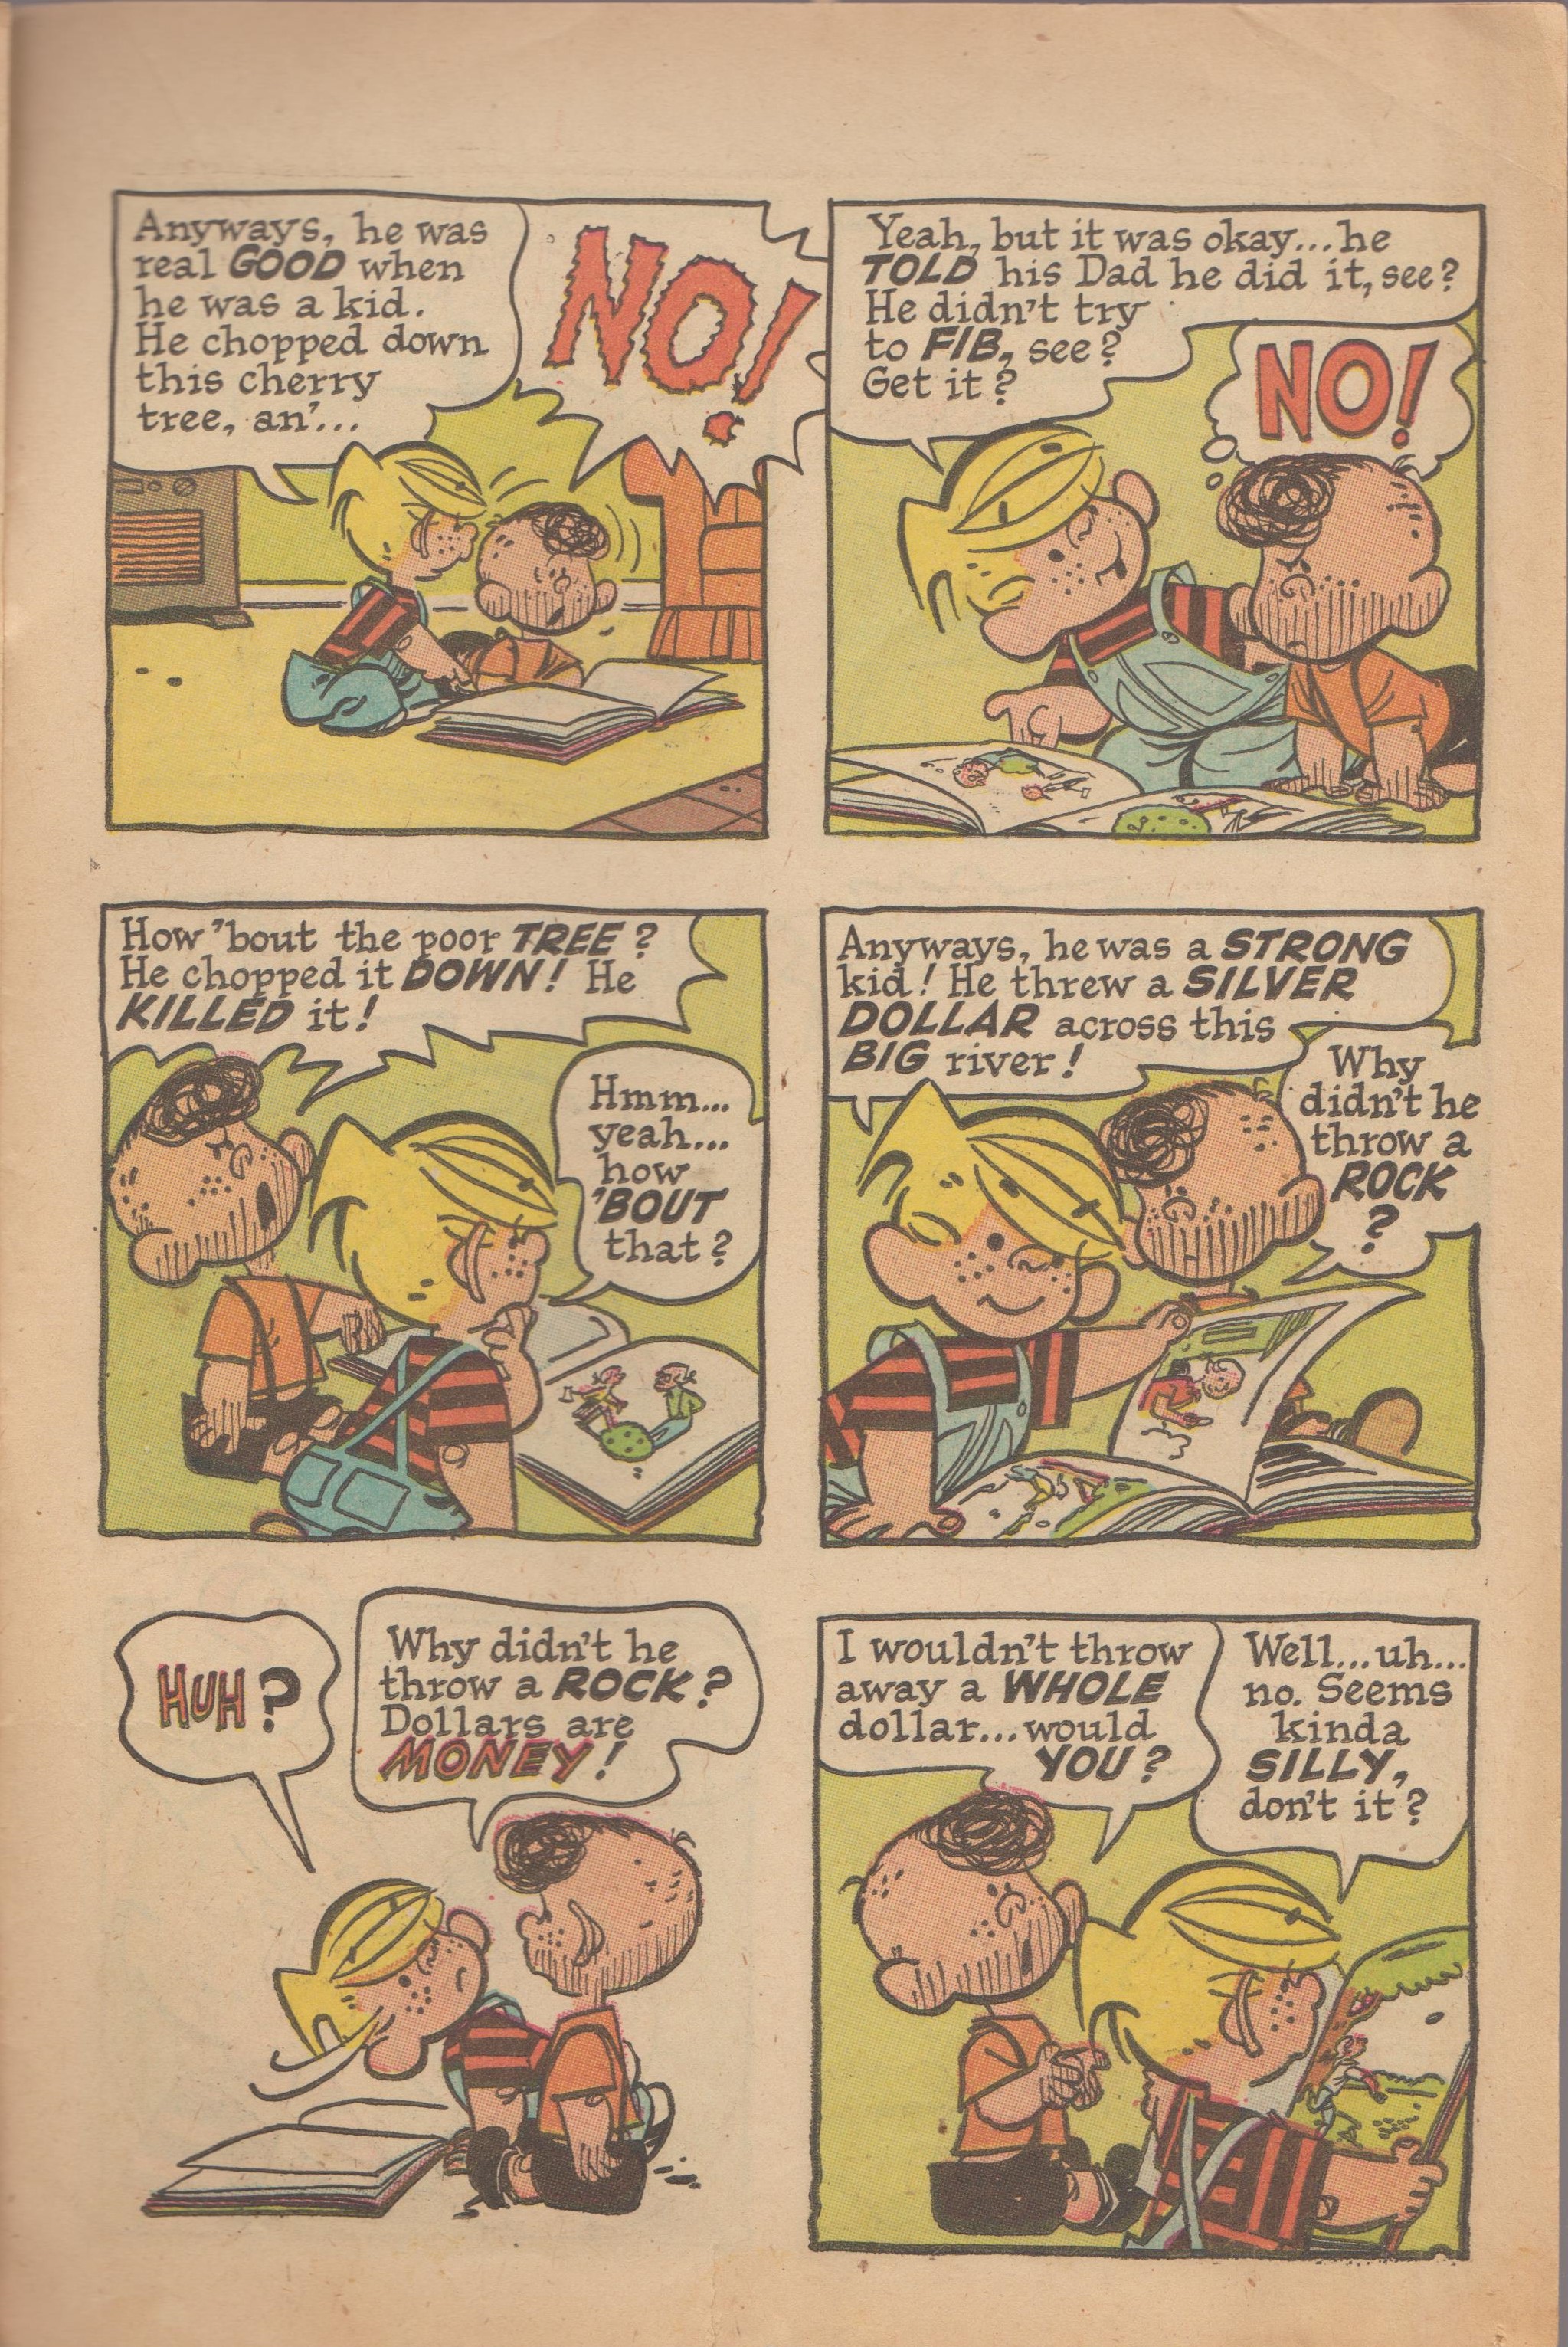 Anyways, he was
real GOOD when
he was a kid.
He chopped down
this cherry
tree, an'...
NO!
Yeah, but it was okay...he
TOLD his Dad he did it, see?
He didn't try
to FIB, see?
Get it?
NO!
How 'bout the poor TREE?
He chopped it DOWN! He
KILLED it!
Hmm...
yeah...
how
'BOUT
that?
Anyways, he was a STRONG
kid! He threw a SILVER
DOLLAR across this
BIG river!
Why
didn't he
throw a
ROCK
?
HUH?
Why didn't he
throw a ROCK?
Dollars are
MONEY!
I wouldn't throw
away a WHOLE
dollar...would
YOU?
Well...uh...
no. Seems
kinda
SILLY,
don't it?